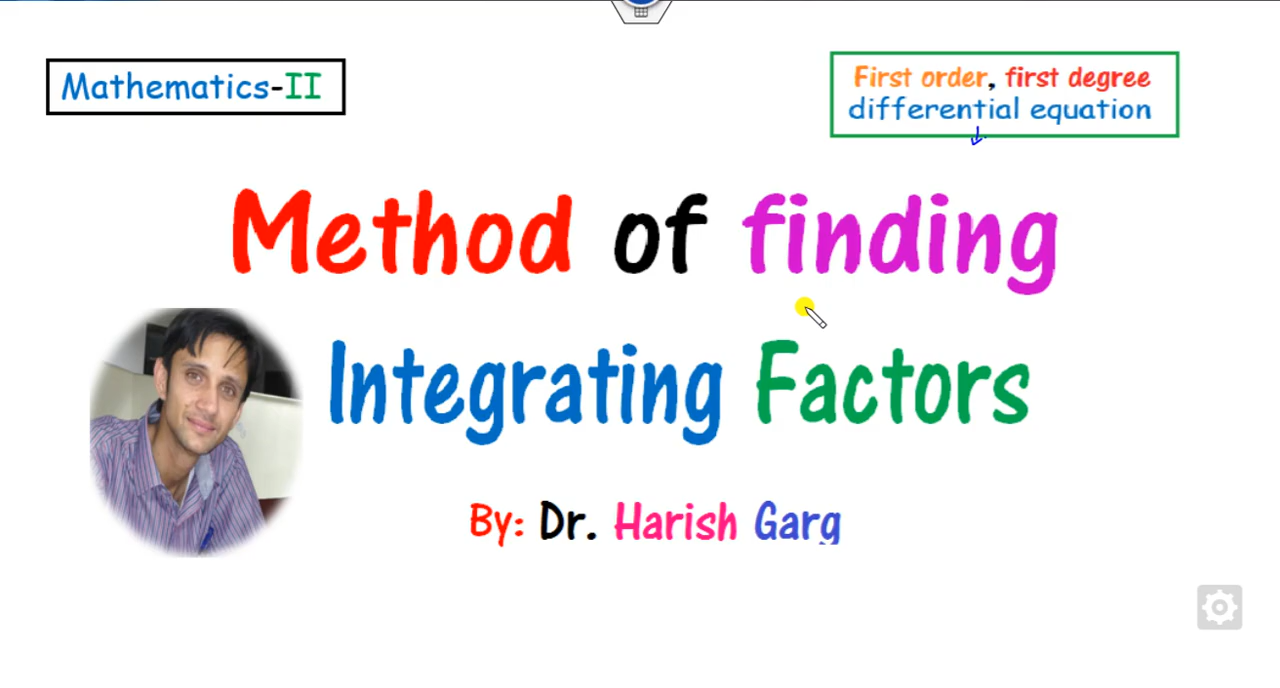 Mathematics-II
First order, first degree
differential equation
Method of finding
Integrating Factors
By: Dr. Harish Garg